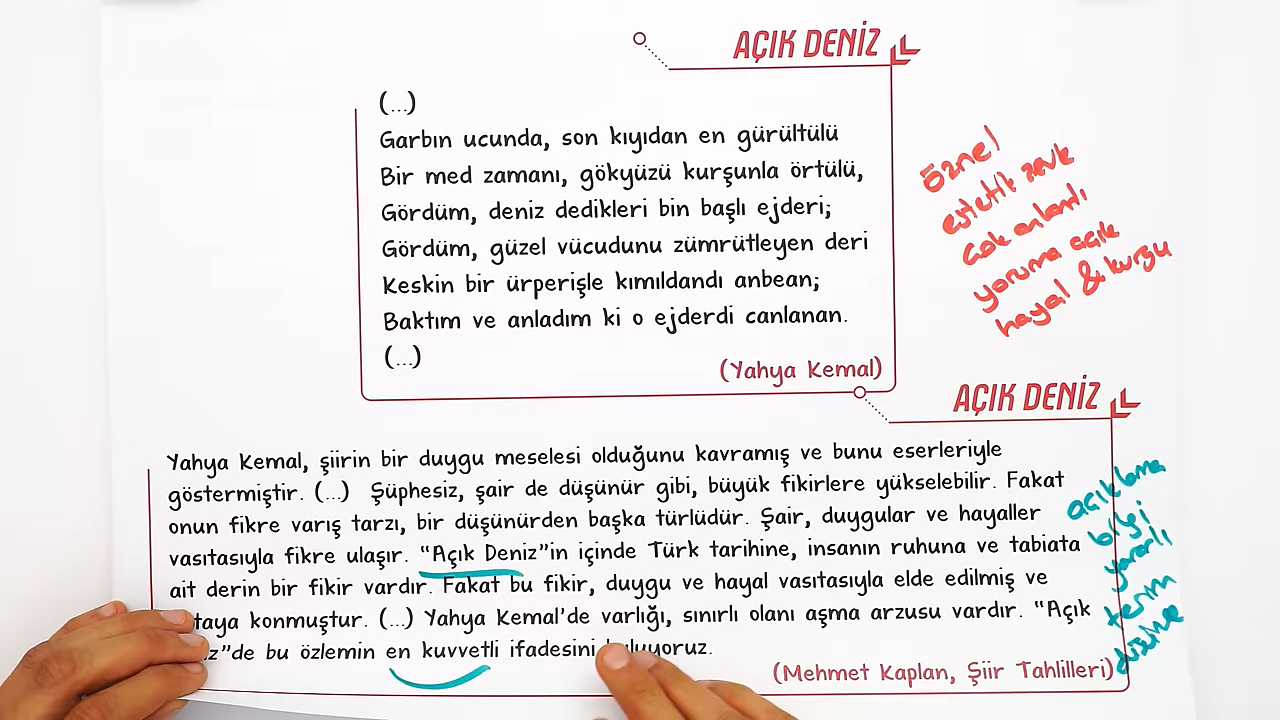 AÇIK DENİZ
(...)
Garbın ucunda, son kıyıdan en gürültülü
Bir med zamanı, gökyüzü kurşunla örtülü,
Gördüm, deniz dedikleri bin başlı ejderi;
Gördüm, güzel vücudunu zümrütleyen deri
Keskin bir ürperişle kımıldandı anbean;
Baktım ve anladım ki o ejderdi canlanan.
(...)
(Yahya Kemal)
öznel
estetik zevk
çok anlamlı
yoruma açık
hayal & kurgu
AÇIK DENİZ
Yahya Kemal, şiirin bir duygu meselesi olduğunu kavramış ve bunu eserleriyle
göstermiştir. (...) Şüphesiz, şair de düşünür gibi, büyük fikirlere yükselebilir. Fakat
onun fikre varış tarzı, bir düşünürden başka türlüdür. Şair, duygular ve hayaller
vasıtasıyla fikre ulaşır. "Açık Deniz"in içinde Türk tarihine, insanın ruhuna ve tabiata
ait derin bir fikir vardır. Fakat bu fikir, duygu ve hayal vasıtasıyla elde edilmiş ve
taya konmuştur. (...) Yahya Kemal'de varlığı, sınırlı olanı aşma arzusu vardır. "Açık
z"de bu özlemin en kuvvetli ifadesini
(Mehmet Kaplan, Şiir Tahlilleri)
açıklama
bilgi
yararlı
terim